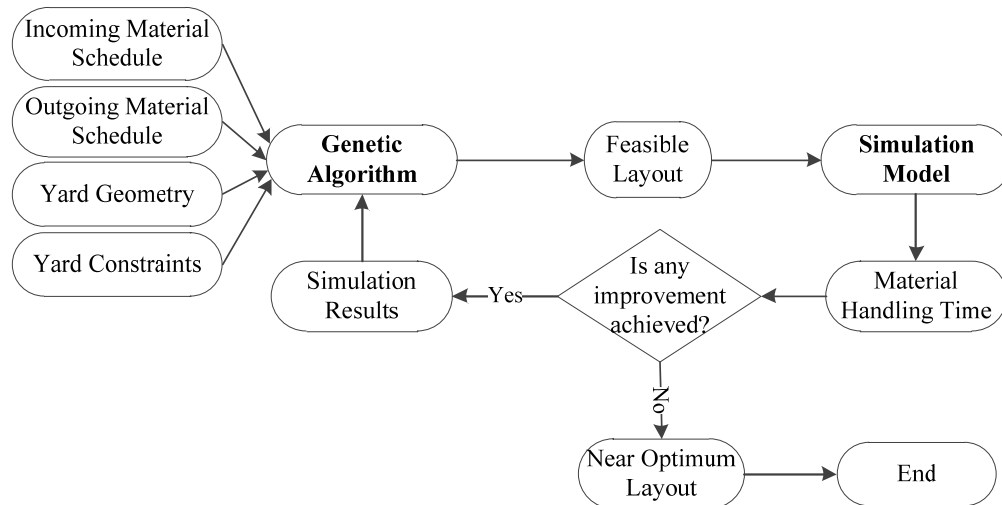 Incoming Material
Schedule
Outgoing Material
Schedule
Yard Geometry
Yard Constraints
Genetic
Algorithm
Feasible
Layout
Simulation
Model
Material
Handling Time
Is any
improvement
achieved?
Yes
Simulation
Results
No
Near Optimum
Layout
End